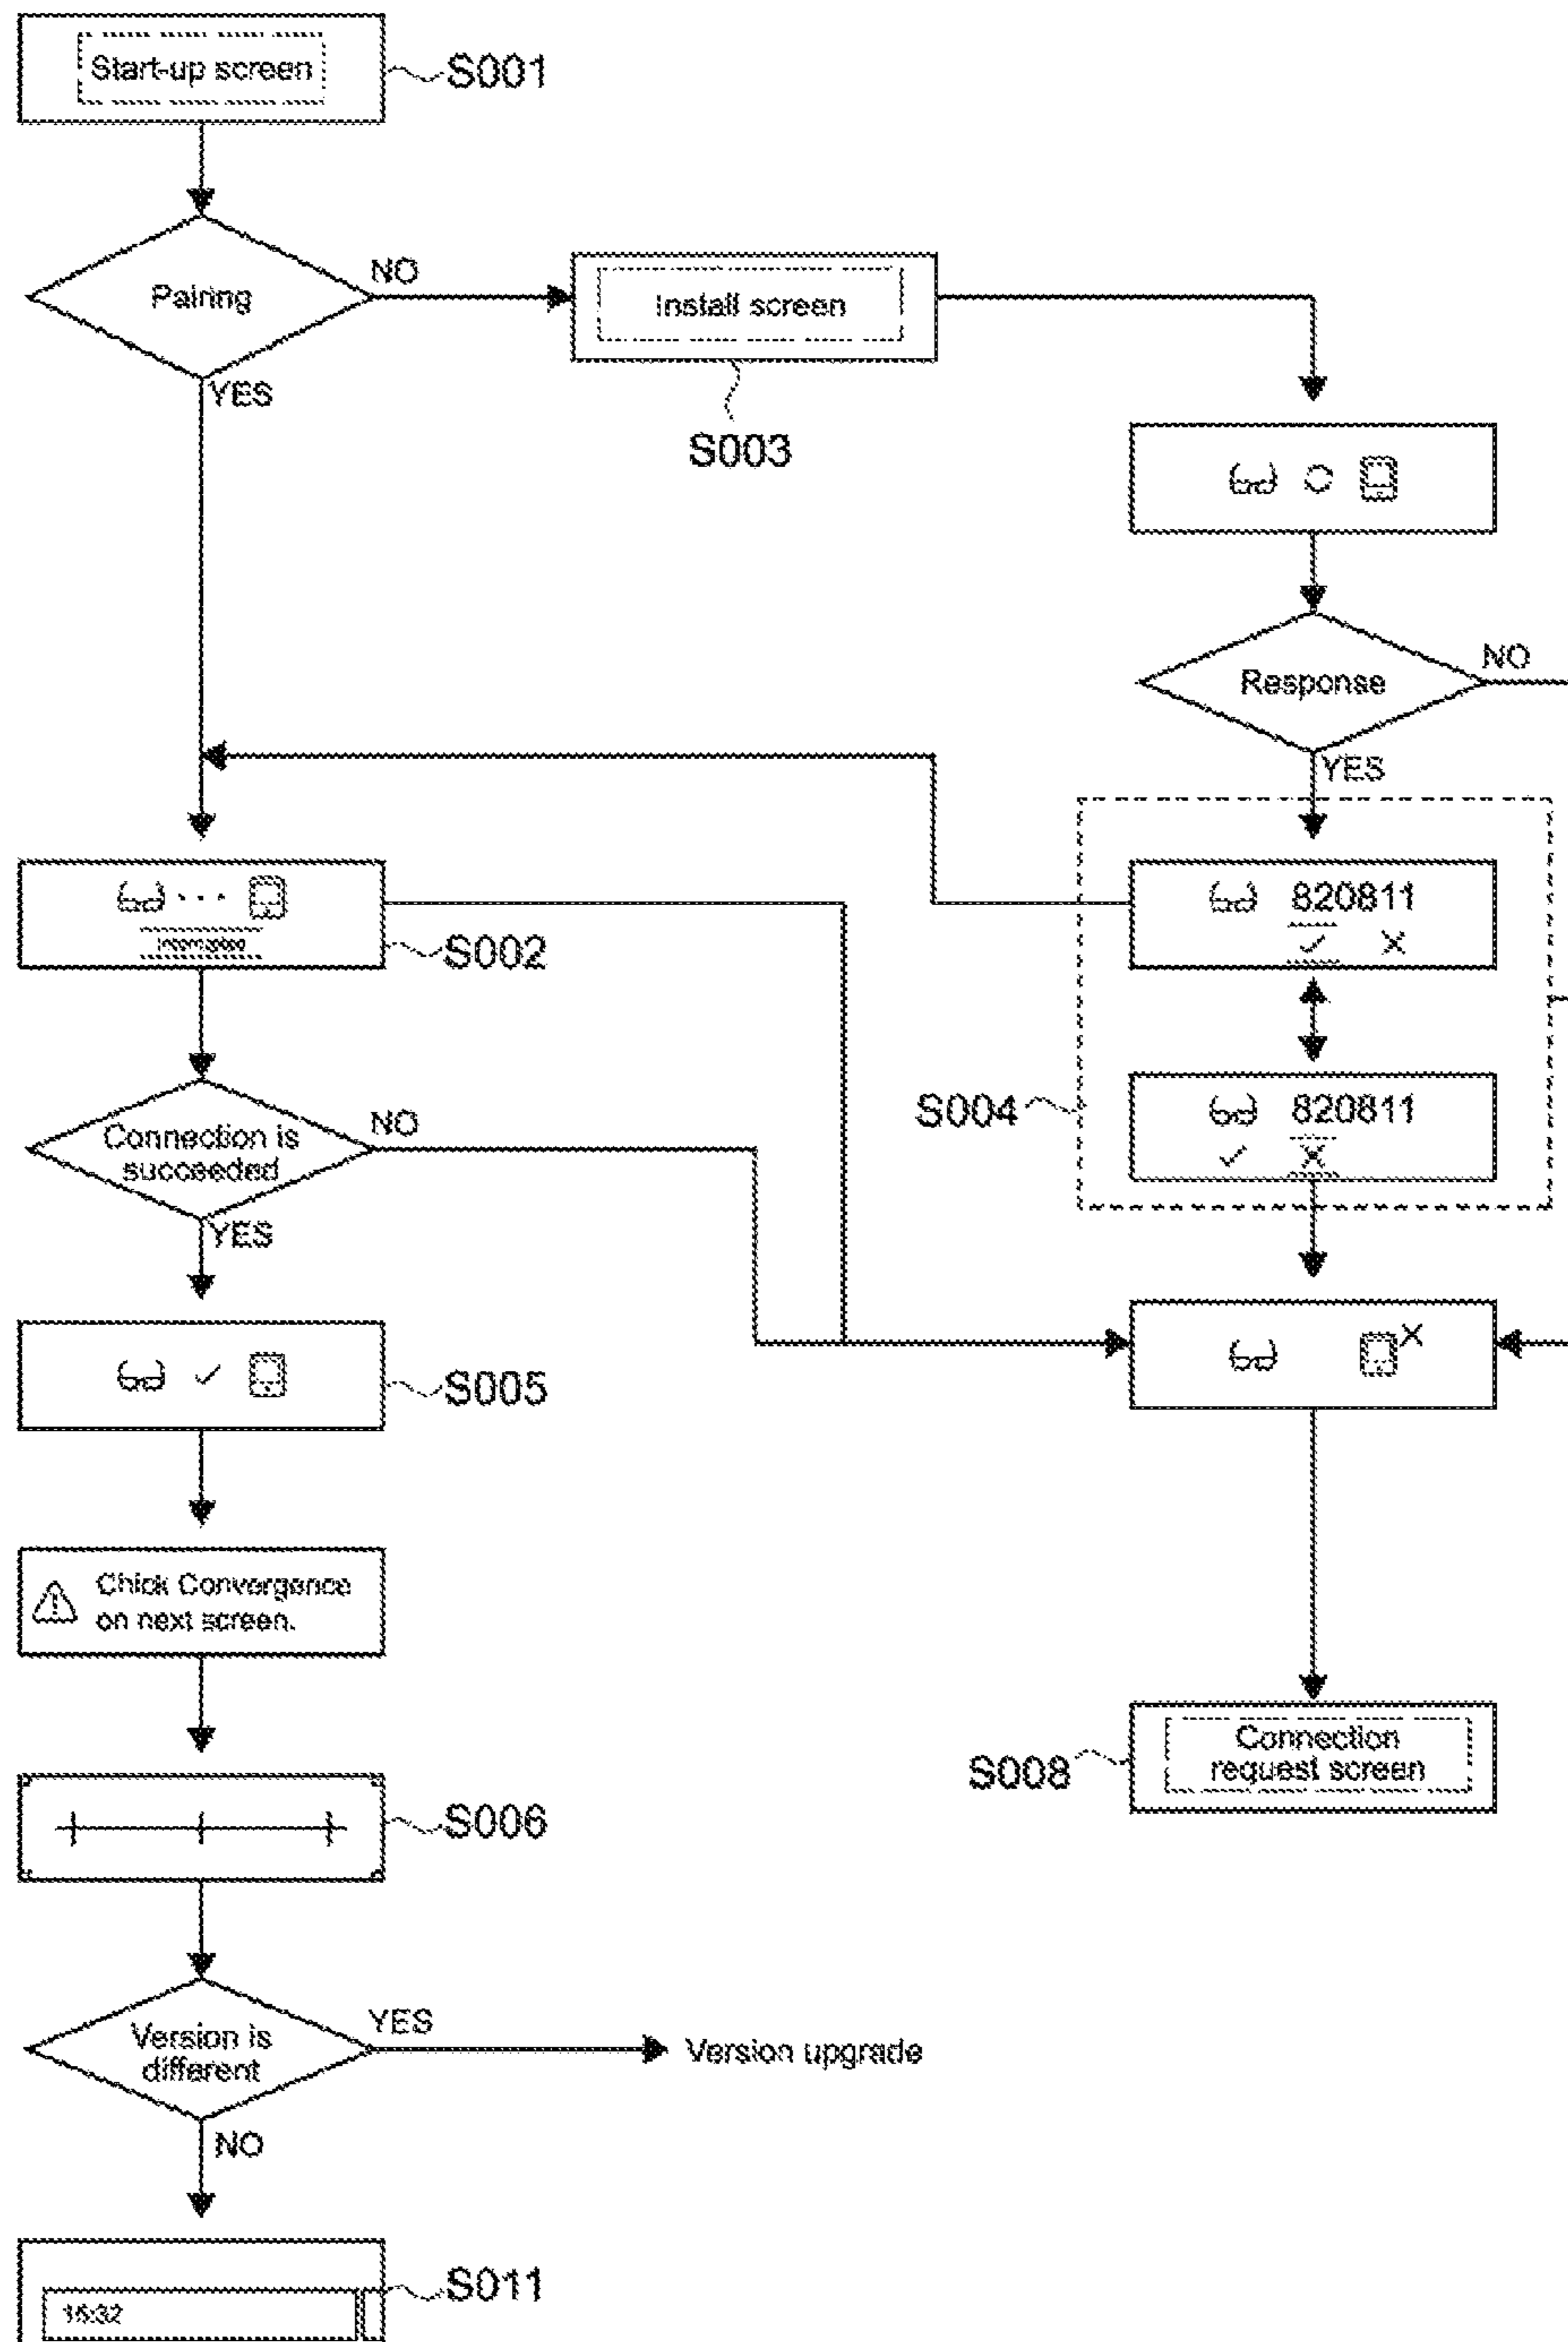 Start-up screen
S001
Pairing
NO
Install screen
YES
S003
Response
NO
YES
820811
S002
820811
S004
Connection is
succeeded
NO
YES
S005
Chick Convergence
on next screen.
Connection
request screen
S008
S006
Version is
different
YES
Version upgrade
NO
S011
15:32